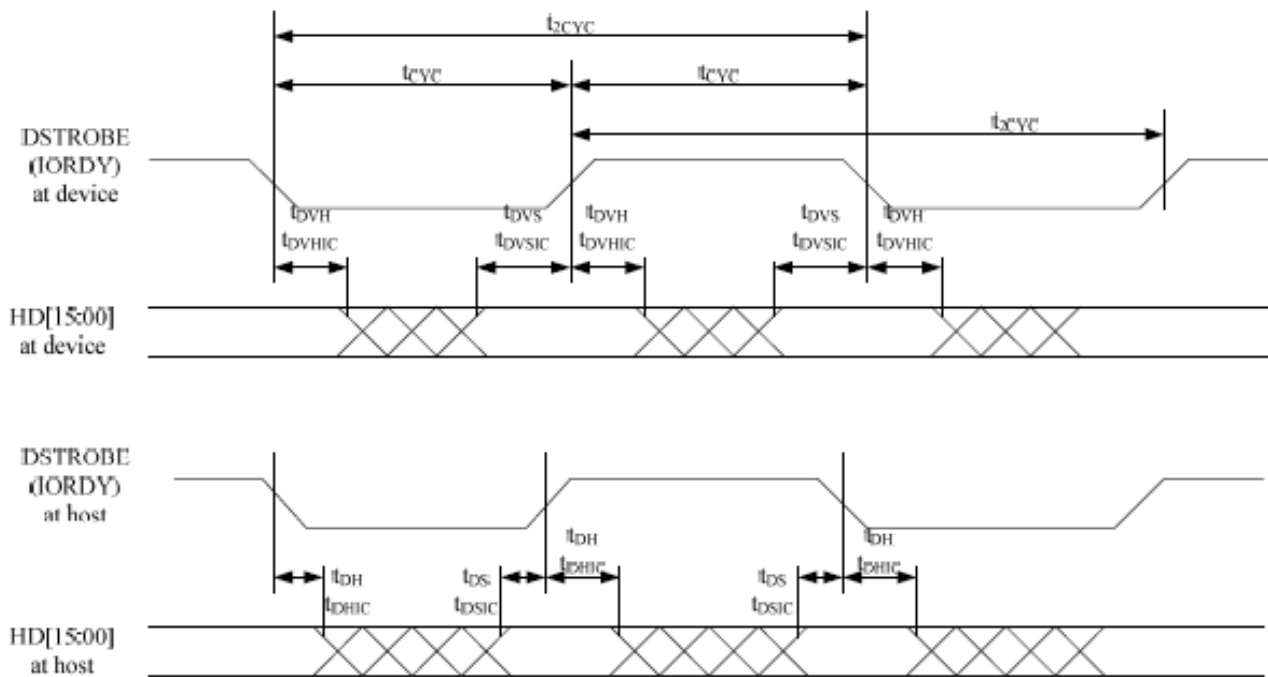 t2CYC
tCYC tCYC
t2CYC
DSTROBE
(IORDY)
at device
tDVH tDVS tDVH tDVS tDVH
tDVHIC tDVSIC tDVHIC tDVSIC tDVHIC
HD[15:00]
at device
DSTROBE
(IORDY)
at host
tDH tDH
tDHIC tDHIC
tDH tDS tDS
tDHIC tDSIC tDSIC
HD[15:00]
at host